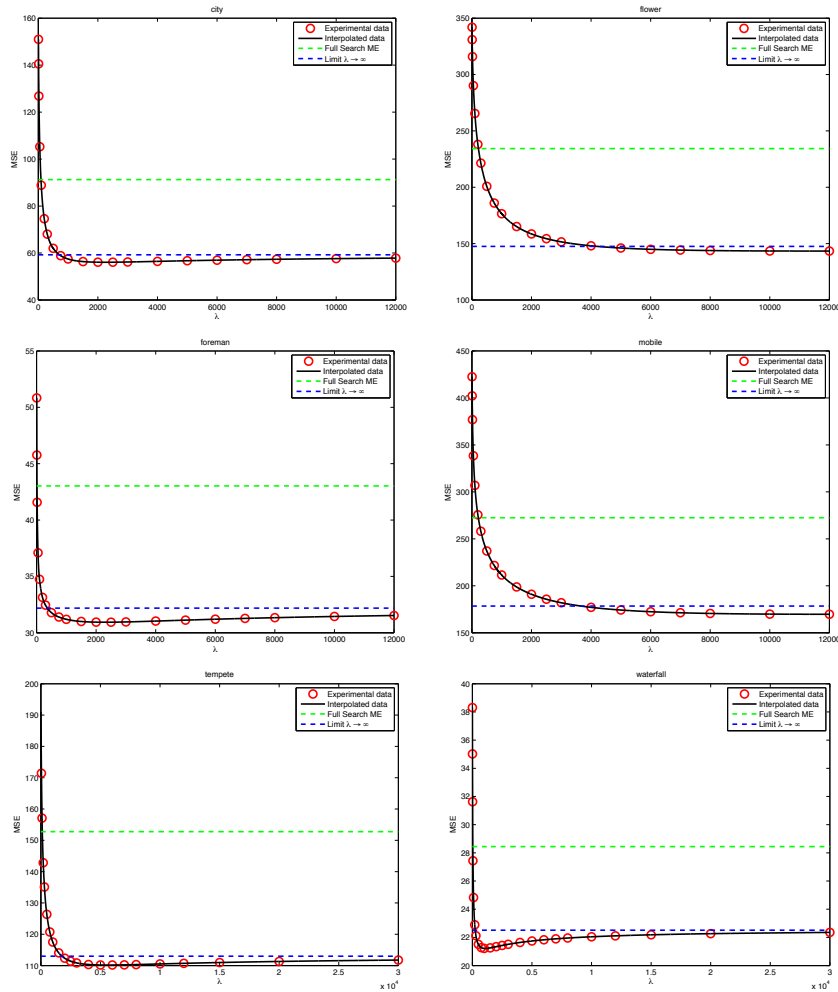 city
160
140
120
100
80
60
40
MSE
0 2000 4000 6000 8000 10000 12000
λ
Experimental data
Interpolated data
Full Search ME
Limit λ → ∞
flower
350
300
250
200
150
100
MSE
0 2000 4000 6000 8000 10000 12000
λ
Experimental data
Interpolated data
Full Search ME
Limit λ → ∞
foreman
55
50
45
40
35
30
MSE
0 2000 4000 6000 8000 10000 12000
λ
Experimental data
Interpolated data
Full Search ME
Limit λ → ∞
mobile
450
400
350
300
250
200
150
MSE
0 2000 4000 6000 8000 10000 12000
λ
Experimental data
Interpolated data
Full Search ME
Limit λ → ∞
tempete
200
190
180
170
160
150
140
130
120
110
MSE
0 0.5 1 1.5 2 2.5 3
λ
x 10⁴
Experimental data
Interpolated data
Full Search ME
Limit λ → ∞
waterfall
40
38
36
34
32
30
28
26
24
22
20
MSE
0 0.5 1 1.5 2 2.5 3
λ
x 10⁴
Experimental data
Interpolated data
Full Search ME
Limit λ → ∞